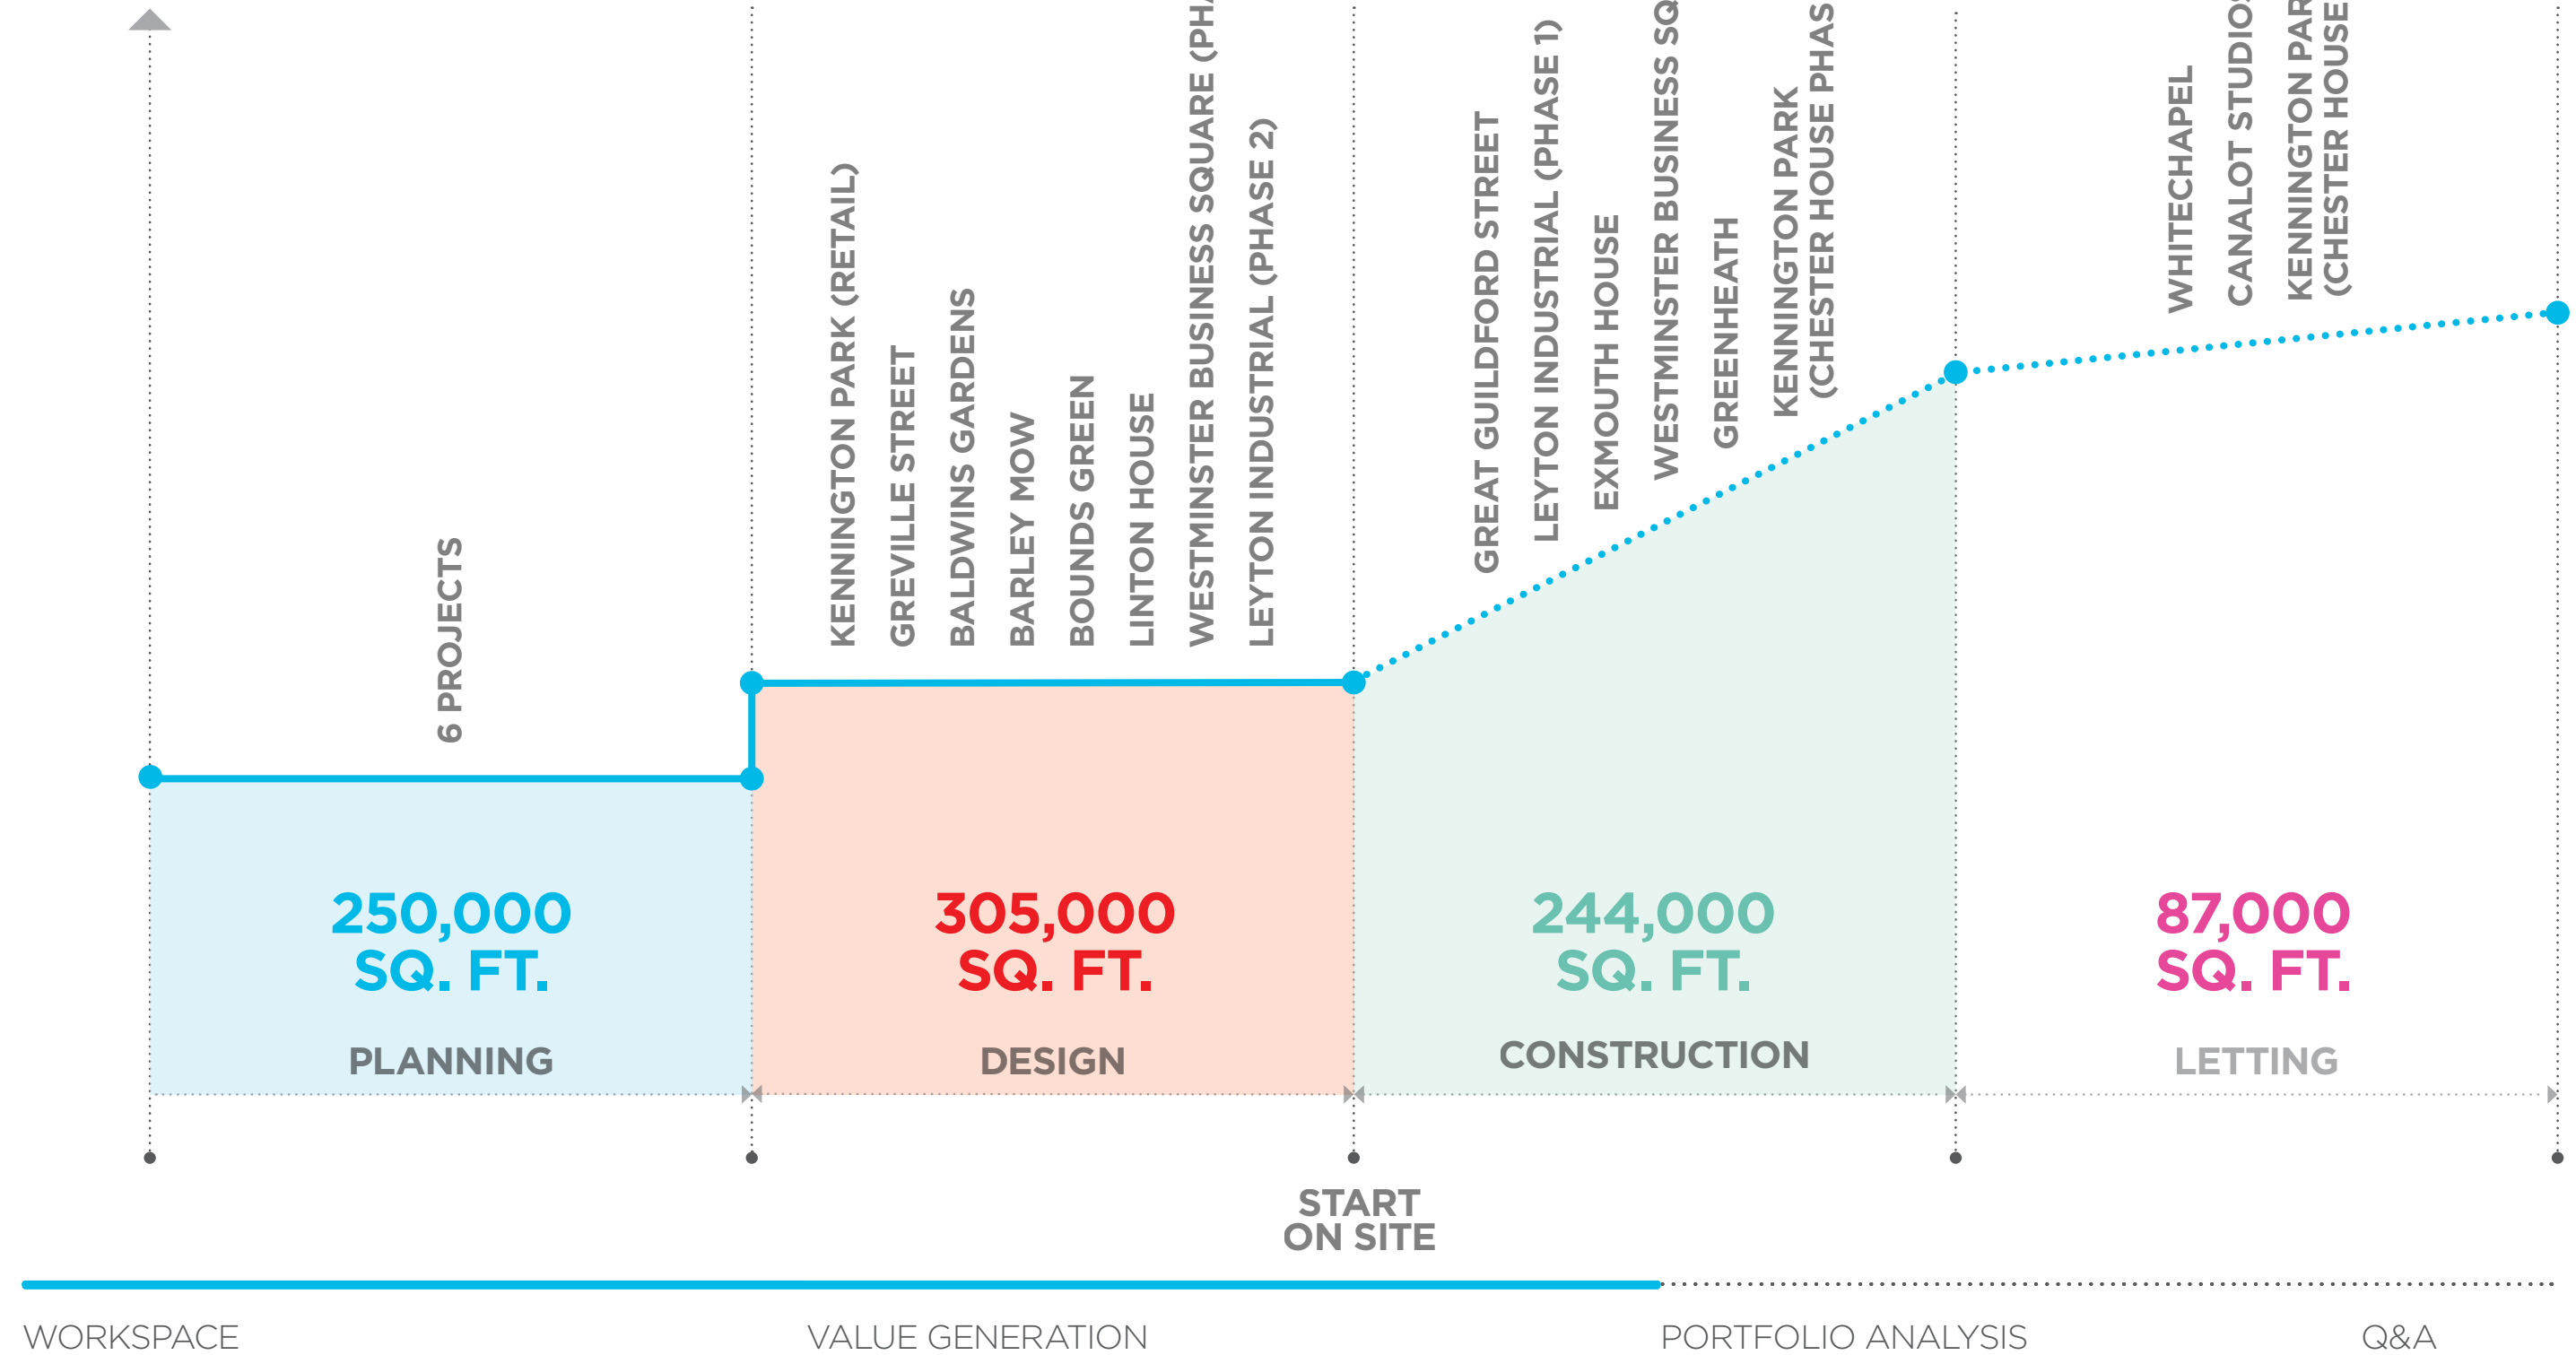 6 PROJECTS
KENNINGTON PARK (RETAIL)
GREVILLE STREET
BALDWINS GARDENS
BARLEY MOW
BOUNDS GREEN
LINTON HOUSE
WESTMINSTER BUSINESS SQUARE
LEYTON INDUSTRIAL (PHASE 2)
GREAT GUILDFORD STREET
LEYTON INDUSTRIAL (PHASE 1)
EXMOUTH HOUSE
WESTMINSTER BUSINESS
GREENHEATH
KENNINGTON PARK
(CHESTER HOUSE
WHITECHAPEL
CANALOT STUDIOS
KENNINGTON
(CHESTER HOUSE
250,000
SQ. FT.
PLANNING
305,000
SQ. FT.
DESIGN
244,000
SQ. FT.
CONSTRUCTION
87,000
SQ. FT.
LETTING
START
ON SITE
WORKSPACE
VALUE GENERATION
PORTFOLIO ANALYSIS
Q&A